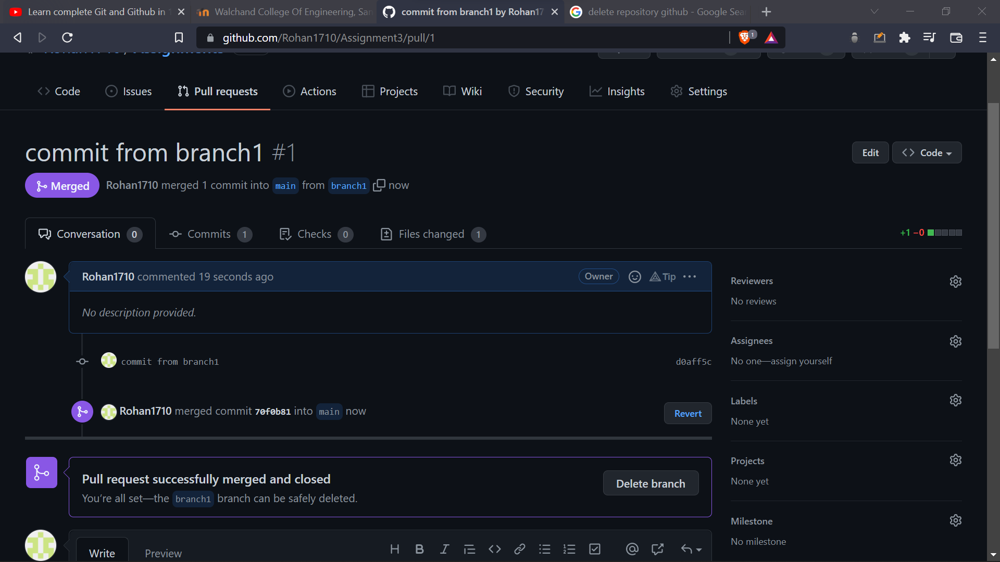 Learn complete Git and Github in 1
Walchand College Of Engineering, San
commit from branch1 by Rohan17
delete repository github - Google Sea
github.com/Rohan1710/Assignment3/pull/1
1
Code
Issues
Pull requests
Actions
Projects
Wiki
Security
Insights
Settings
commit from branch1 #1
Edit
Code
Merged
Rohan1710 merged 1 commit into main from branch1 now
Conversation 0
Commits 1
Checks 0
Files changed 1
+1 −0
Rohan1710 commented 19 seconds ago
Owner
Tip
No description provided.
commit from branch1
d0aff5c
Rohan1710 merged commit 70f0b81 into main now
Revert
Pull request successfully merged and closed
You're all set—the branch1 branch can be safely deleted.
Delete branch
Write
Preview
Reviewers
No reviews
Assignees
No one—assign yourself
Labels
None yet
Projects
None yet
Milestone
No milestone